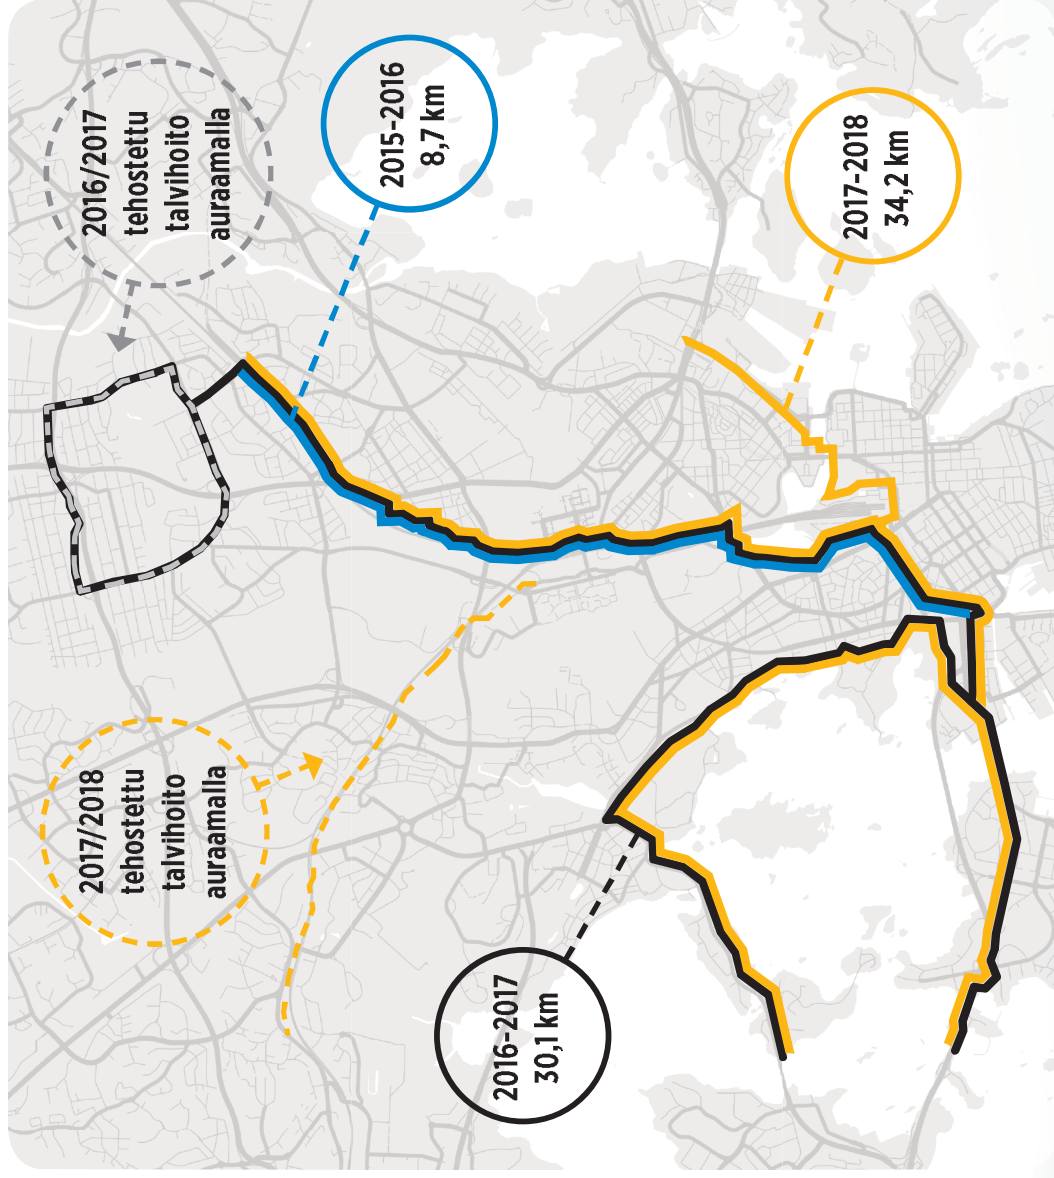 2016/2017
tehostettu
talvihoito
auraamalla
2015-2016
8,7 km
2017-2018
34,2 km
2017/2018
tehostettu
talvihoito
auraamalla
2016-2017
30,1 km